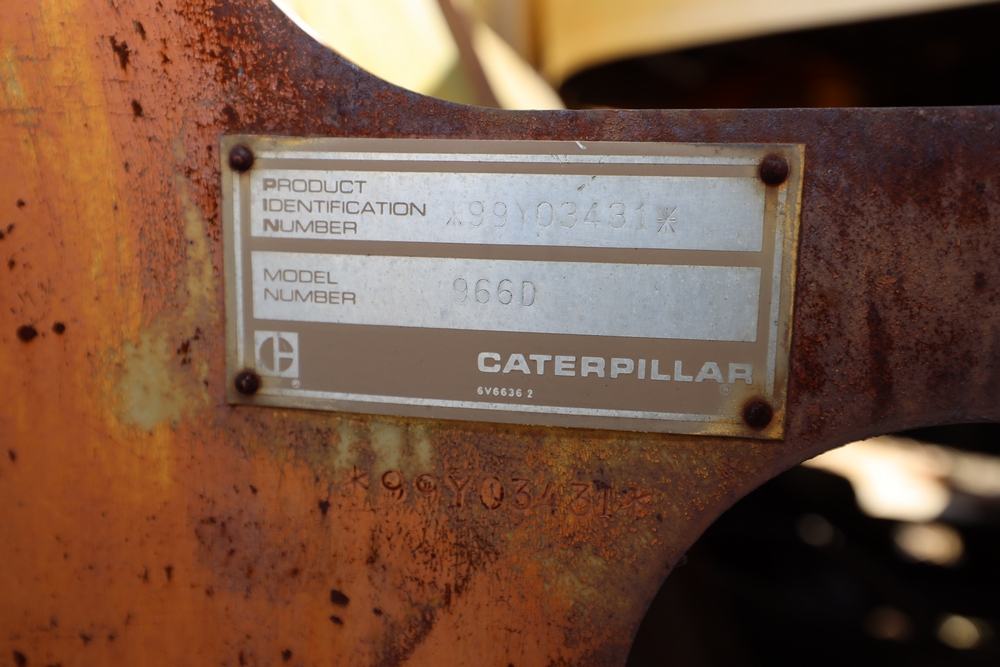 PRODUCT
IDENTIFICATION
NUMBER
*99Y03431*
MODEL
NUMBER
966D
C
®
CATERPILLAR
®
6V6636 2
*99Y03431*